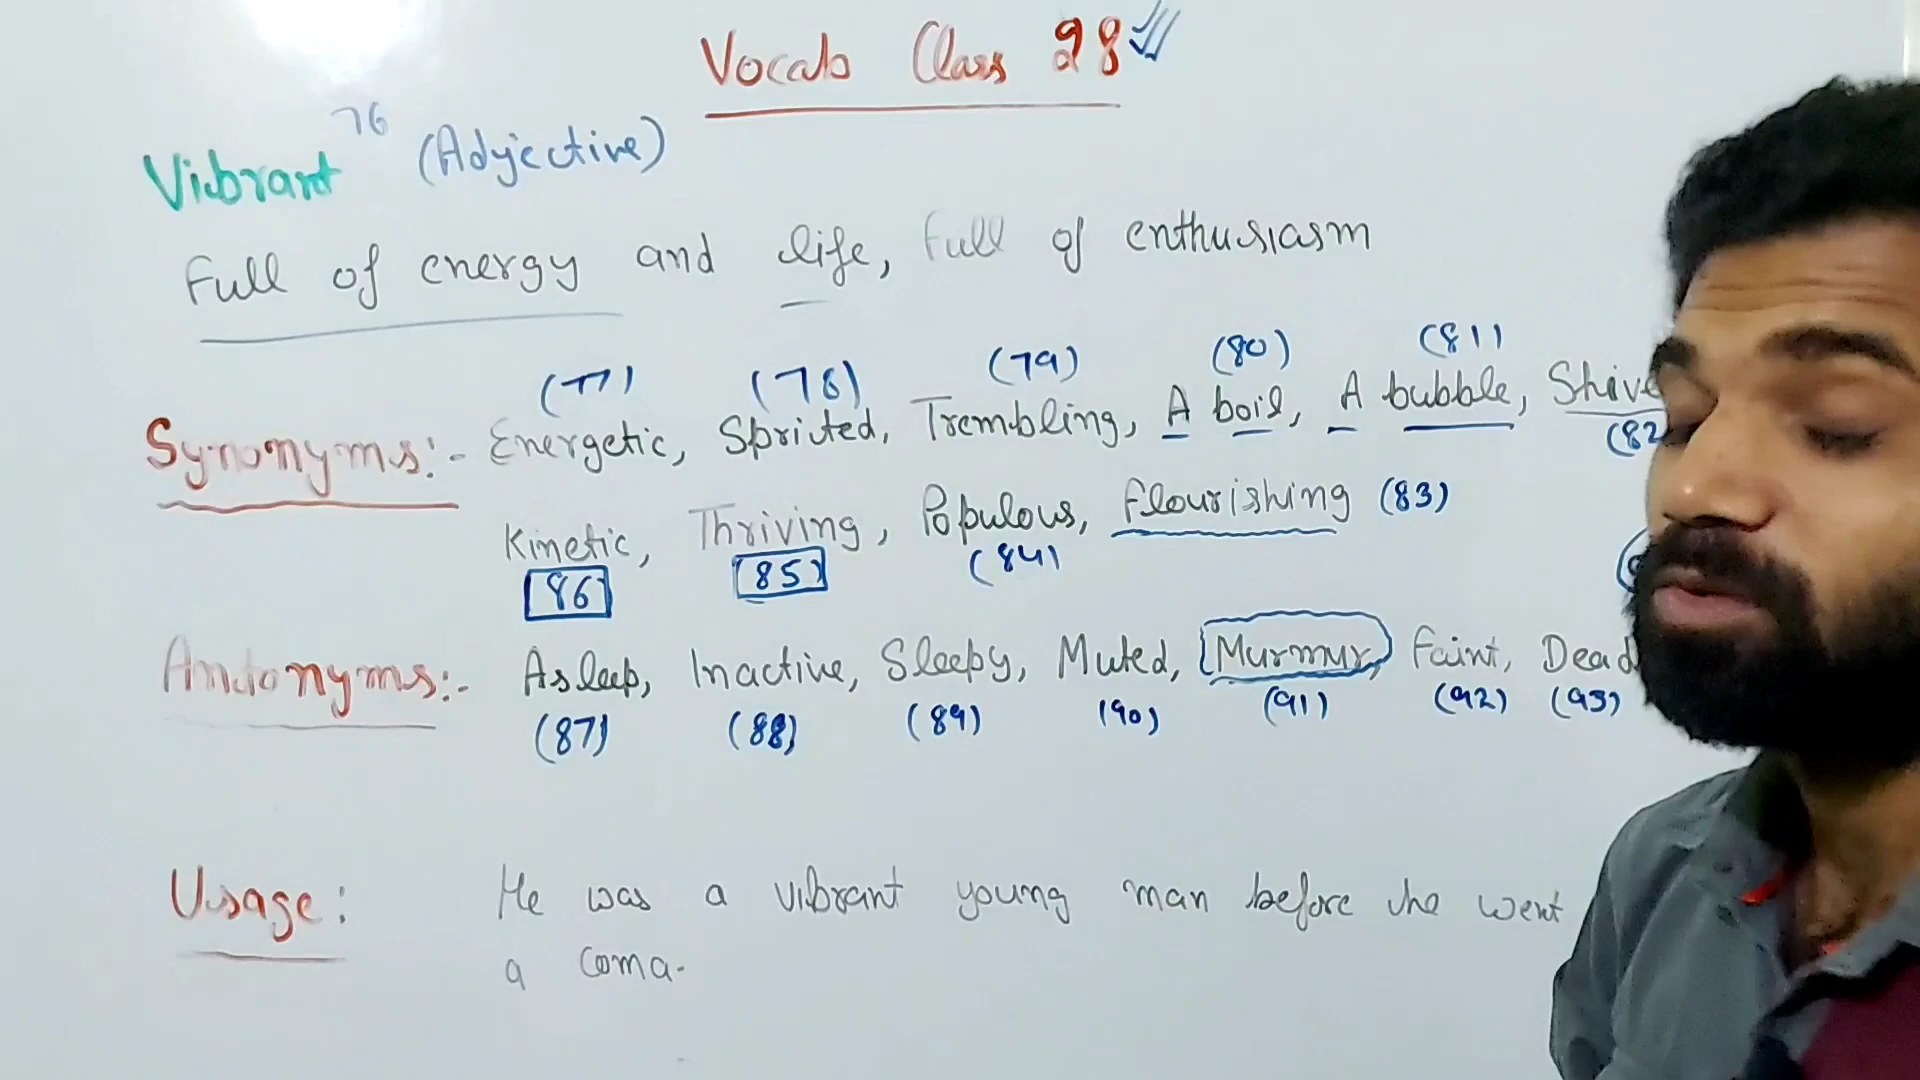 Vocab Class 28
76
Vibrant (Adjective)
Full of energy and life, Full of enthusiasm
(77) (78) (79) (80) (81)
Synonyms:- Energetic, Spriuted, Trembling, A boil, A bubble, Shive
(82
Kinetic, Thriving, Populous, Flourishing (83)
86 85 (84)
Antonyms:- Asleep, Inactive, Sleepy, Muted, Murmur, Faint, Dead
(87) (88) (89) (90) (91) (92) (93)
Usage: He was a vibrant young man before he went
a coma.